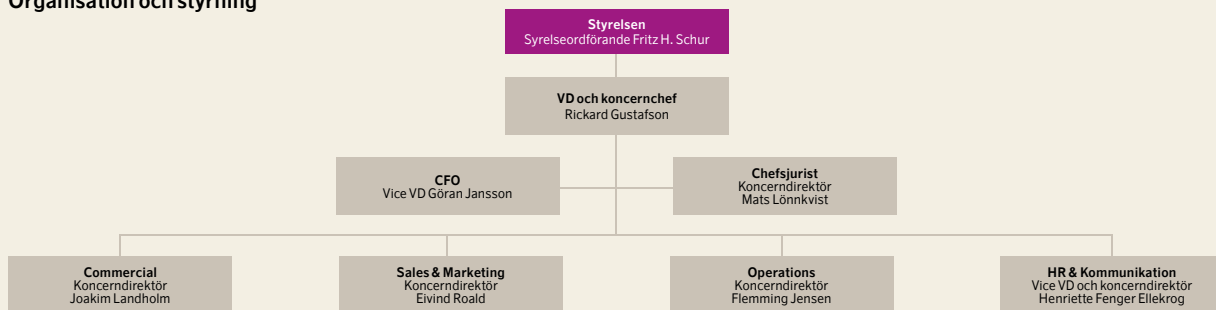 Organisation och styrning
Styrelsen
Syrelseordförande Fritz H. Schur
VD och koncernchef
Rickard Gustafson
CFO
Vice VD Göran Jansson
Chefsjurist
Koncerndirektör
Mats Lönnkvist
Commercial
Koncerndirektör
Joakim Landholm
Sales & Marketing
Koncerndirektör
Eivind Roald
Operations
Koncerndirektör
Flemming Jensen
HR & Kommunikation
Vice VD och koncerndirektör
Henriette Fenger Ellekrog